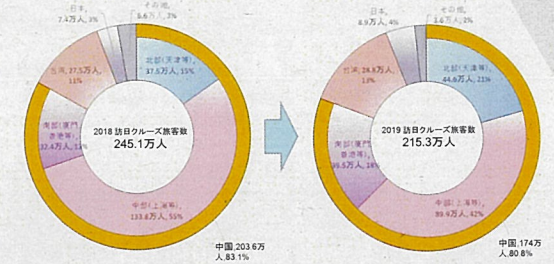 日本,
7.4万人, 3%
その他,
6.6万人, 3%
台湾, 27.5万人,
11%
北部(天津等),
37.5万人, 15%
南部(厦門
香港等),
32.4万人, 13%
2018 訪日クルーズ旅客数
245.1万人
中部(上海等),
133.8万人, 55%
中国,203.6万
人,83.1%
日本,
8.9万人, 4%
その他,
3.6万人, 2%
台湾, 28.8万人,
13%
北部(天津等),
44.6万人, 21%
南部(厦門
香港等),
39.5万人, 18%
2019 訪日クルーズ旅客数
215.3万人
中部(上海等),
89.9万人, 42%
中国,174万
人,80.8%